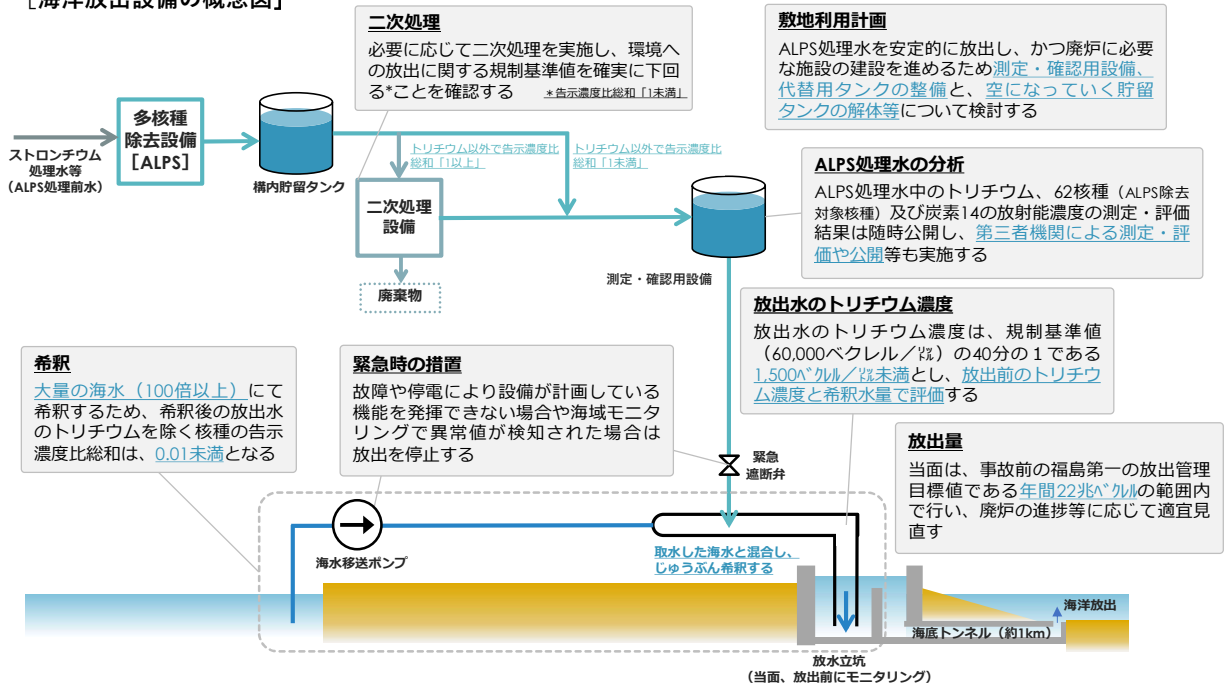 ［海洋放出設備の概念図］
二次処理
必要に応じて二次処理を実施し、環境へ
の放出に関する規制基準値を確実に下回
る*ことを確認する　＊告示濃度比総和「1未満」
敷地利用計画
ALPS処理水を安定的に放出し、かつ廃炉に必要
な施設の建設を進めるため測定・確認用設備、
代替用タンクの整備と、空になっていく貯留
タンクの解体等について検討する
多核種
除去設備
［ALPS］
ストロンチウム
処理水等
（ALPS処理前水）
構内貯留タンク
トリチウム以外で告示濃度比
総和「1以上」
トリチウム以外で告示濃度比
総和「1未満」
二次処理
設備
廃棄物
測定・確認用設備
ALPS処理水の分析
ALPS処理水中のトリチウム、62核種（ALPS除去
対象核種）及び炭素14の放射能濃度の測定・評価
結果は随時公開し、第三者機関による測定・評
価や公開等も実施する
放出水のトリチウム濃度
放出水のトリチウム濃度は、規制基準値
（60,000ベクレル／㍑）の40分の１である
1,500ﾍﾞｸﾚﾙ／㍑未満とし、放出前のトリチウ
ム濃度と希釈水量で評価する
希釈
大量の海水（100倍以上）にて
希釈するため、希釈後の放出水
のトリチウムを除く核種の告示
濃度比総和は、0.01未満となる
緊急時の措置
故障や停電により設備が計画している
機能を発揮できない場合や海域モニタ
リングで異常値が検知された場合は
放出を停止する
緊急
遮断弁
放出量
当面は、事故前の福島第一の放出管理
目標値である年間22兆ﾍﾞｸﾚﾙの範囲内
で行い、廃炉の進捗等に応じて適宜見
直す
海水移送ポンプ
取水した海水と混合し、
じゅうぶん希釈する
海洋放出
海底トンネル（約1km）
放水立坑
（当面、放出前にモニタリング）